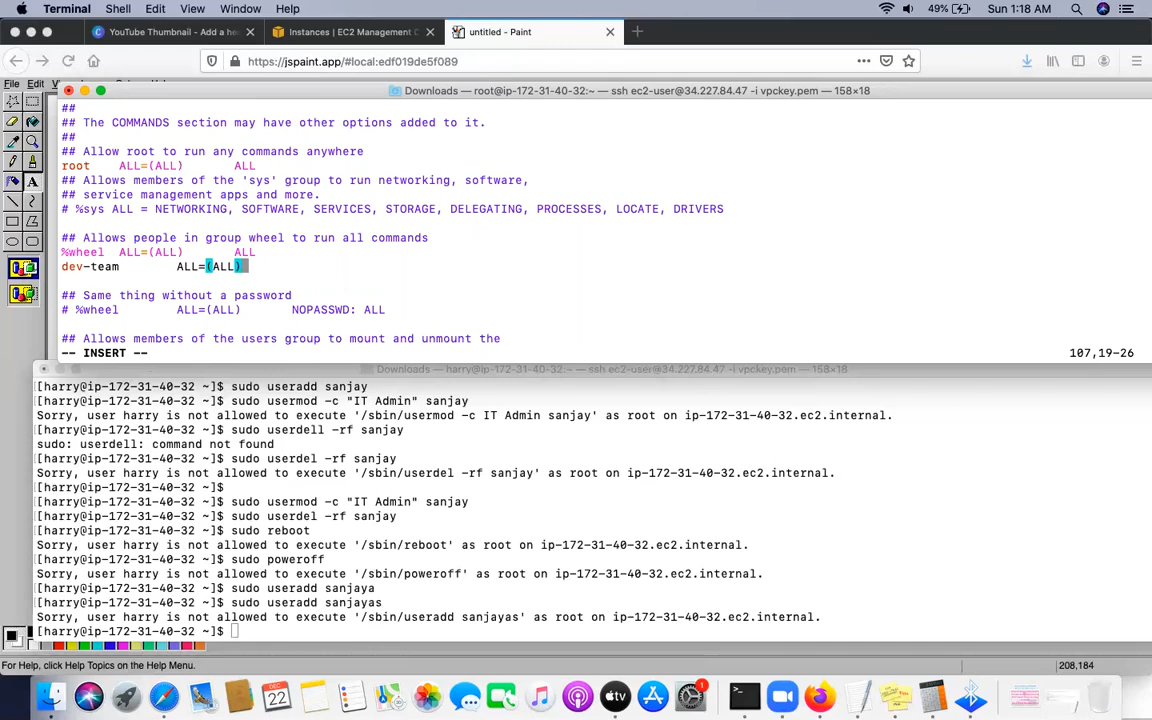 Terminal Shell Edit View Window Help 49% Sun 1:18 AM
YouTube Thumbnail - Add a he
Instances | EC2 Management C
untitled - Paint
https://jspaint.app/#local:edf019de5f089
File Edit
Downloads — root@ip-172-31-40-32:~ — ssh ec2-user@34.227.84.47 -i vpckey.pem — 158×18
##
## The COMMANDS section may have other options added to it.
##
## Allow root to run any commands anywhere
root ALL=(ALL) ALL
## Allows members of the 'sys' group to run networking, software,
## service management apps and more.
# %sys ALL = NETWORKING, SOFTWARE, SERVICES, STORAGE, DELEGATING, PROCESSES, LOCATE, DRIVERS
## Allows people in group wheel to run all commands
%wheel ALL=(ALL) ALL
dev-team ALL=(ALL)
## Same thing without a password
# %wheel ALL=(ALL) NOPASSWD: ALL
## Allows members of the users group to mount and unmount the
-- INSERT -- 107,19-26
Downloads — harry@ip-172-31-40-32:~ — ssh ec2-user@34.227.84.47 -i vpckey.pem — 158×18
[harry@ip-172-31-40-32 ~]$ sudo useradd sanjay
[harry@ip-172-31-40-32 ~]$ sudo usermod -c "IT Admin" sanjay
Sorry, user harry is not allowed to execute '/sbin/usermod -c IT Admin sanjay' as root on ip-172-31-40-32.ec2.internal.
[harry@ip-172-31-40-32 ~]$ sudo userdell -rf sanjay
sudo: userdell: command not found
[harry@ip-172-31-40-32 ~]$ sudo userdel -rf sanjay
Sorry, user harry is not allowed to execute '/sbin/userdel -rf sanjay' as root on ip-172-31-40-32.ec2.internal.
[harry@ip-172-31-40-32 ~]$
[harry@ip-172-31-40-32 ~]$ sudo usermod -c "IT Admin" sanjay
[harry@ip-172-31-40-32 ~]$ sudo userdel -rf sanjay
[harry@ip-172-31-40-32 ~]$ sudo reboot
Sorry, user harry is not allowed to execute '/sbin/reboot' as root on ip-172-31-40-32.ec2.internal.
[harry@ip-172-31-40-32 ~]$ sudo poweroff
Sorry, user harry is not allowed to execute '/sbin/poweroff' as root on ip-172-31-40-32.ec2.internal.
[harry@ip-172-31-40-32 ~]$ sudo useradd sanjaya
[harry@ip-172-31-40-32 ~]$ sudo useradd sanjayas
Sorry, user harry is not allowed to execute '/sbin/useradd sanjayas' as root on ip-172-31-40-32.ec2.internal.
[harry@ip-172-31-40-32 ~]$
For Help, click Help Topics on the Help Menu. 208,184
DEC
22
tv
1